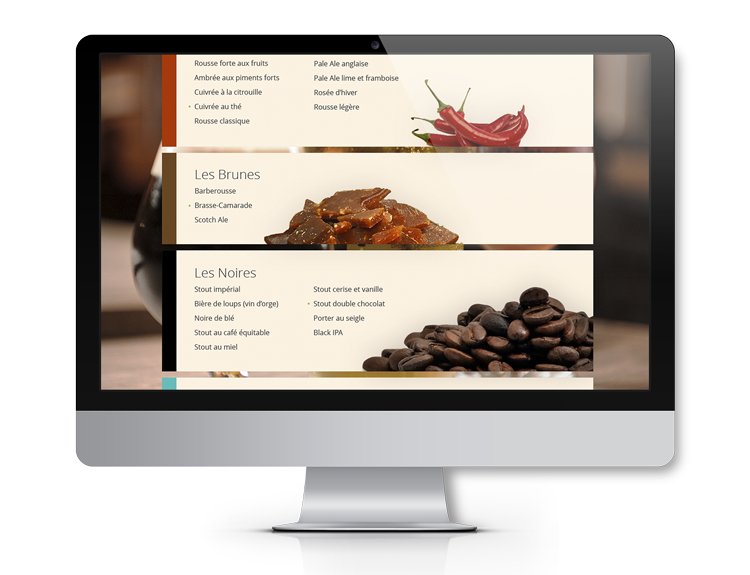 Rousse forte aux fruits
Ambrée aux piments forts
Cuivrée à la citrouille
Cuivrée au thé
Rousse classique
Pale Ale anglaise
Pale Ale lime et framboise
Rosée d'hiver
Rousse légère
Les Brunes
Barberousse
Brasse-Camarade
Scotch Ale
Les Noires
Stout impérial
Bière de loups (vin d'orge)
Noire de blé
Stout au café équitable
Stout au miel
Stout cerise et vanille
Stout double chocolat
Porter au seigle
Black IPA